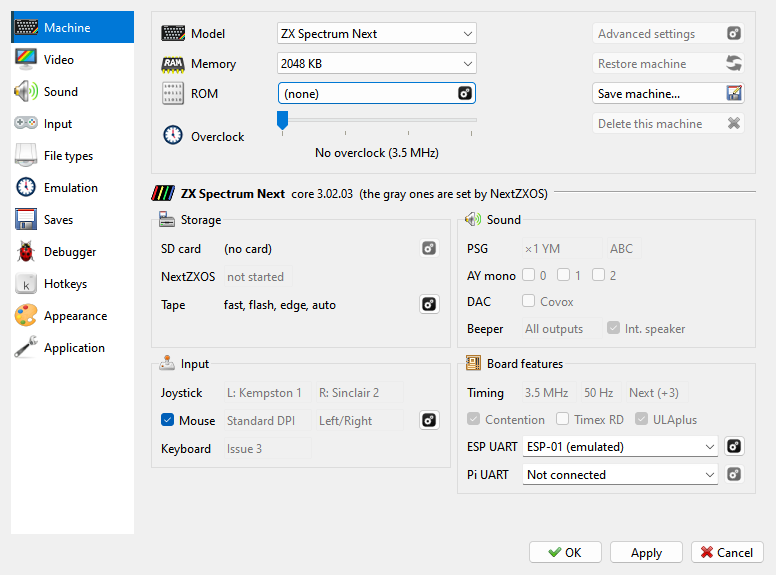 Machine
Video
Sound
Input
File types
Emulation
Saves
Debugger
Hotkeys
Appearance
Application
Model ZX Spectrum Next Advanced settings
RAM Memory 2048 KB Restore machine
ROM (none) Save machine...
Overclock Delete this machine
No overclock (3.5 MHz)
ZX Spectrum Next core 3.02.03 (the gray ones are set by NextZXOS)
Storage
SD card (no card)
NextZXOS not started
Tape fast, flash, edge, auto
Sound
PSG ×1 YM ABC
AY mono 0 1 2
DAC Covox
Beeper All outputs Int. speaker
Input
Joystick L: Kempston 1 R: Sinclair 2
Mouse Standard DPI Left/Right
Keyboard Issue 3
Board features
Timing 3.5 MHz 50 Hz Next (+3)
Contention Timex RD ULAplus
ESP UART ESP-01 (emulated)
Pi UART Not connected
OK Apply Cancel